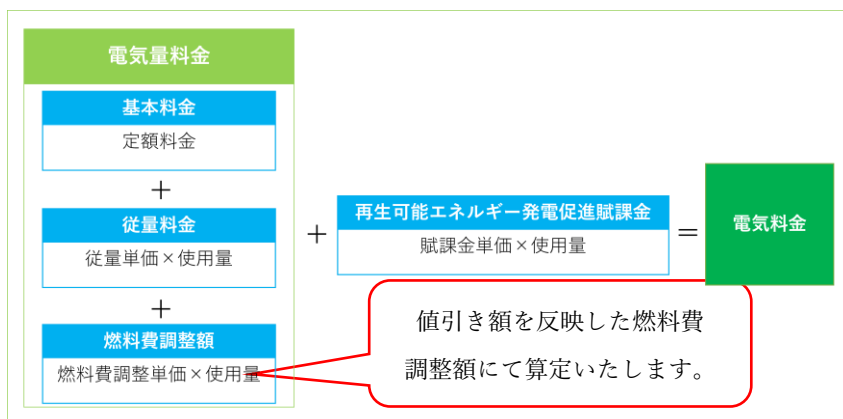 電気量料金
基本料金
定額料金
+
従量料金
従量単価×使用量
+
燃料費調整額
燃料費調整単価×使用量
+
再生可能エネルギー発電促進賦課金
賦課金単価×使用量
=
電気料金
値引き額を反映した燃料費
調整額にて算定いたします。